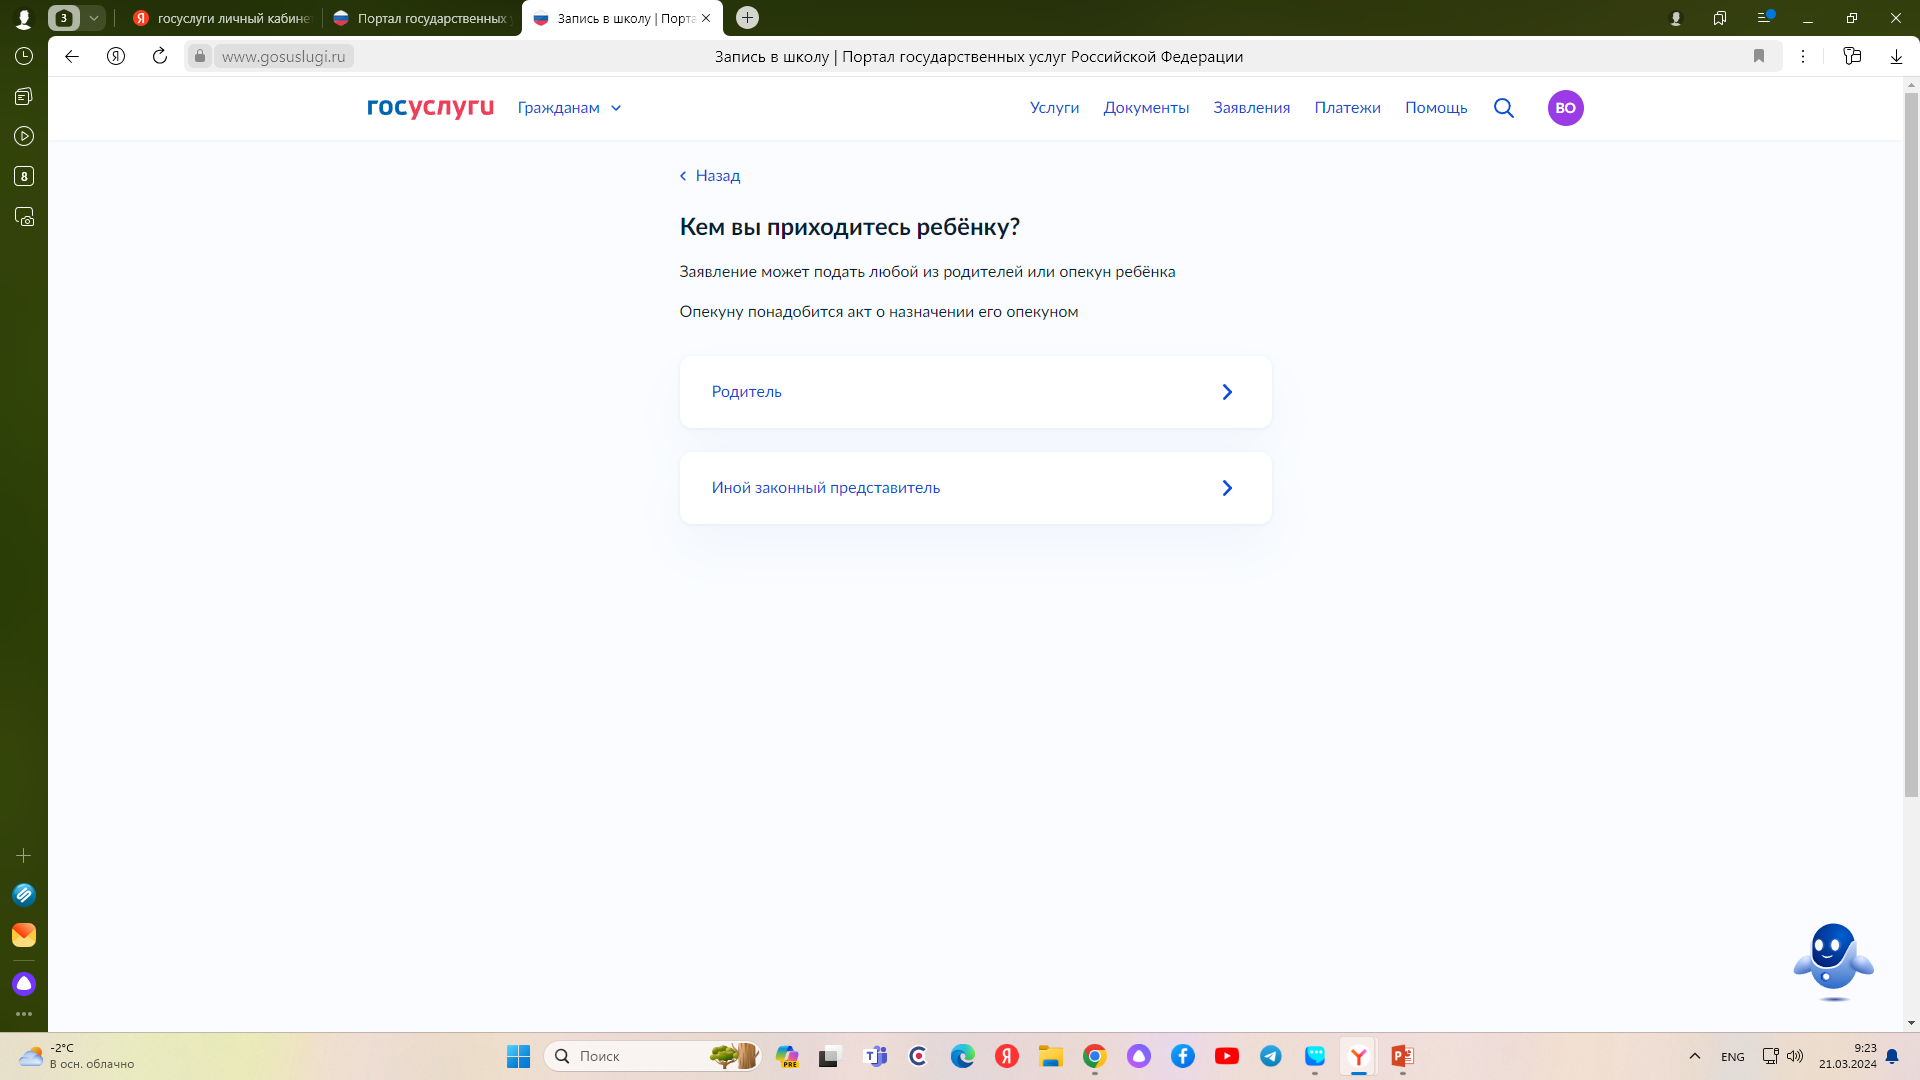 3
госуслуги личный кабине
Портал государственных
Запись в школу | Порта
www.gosuslugi.ru
Запись в школу | Портал государственных услуг Российской Федерации
8
госуслуги
Гражданам
Услуги
Документы
Заявления
Платежи
Помощь
ВО
Назад
Кем вы приходитесь ребёнку?
Заявление может подать любой из родителей или опекун ребёнка
Опекуну понадобится акт о назначении его опекуном
Родитель
Иной законный представитель
-2°C
В осн. облачно
Поиск
PRE
ENG
9:23
21.03.2024